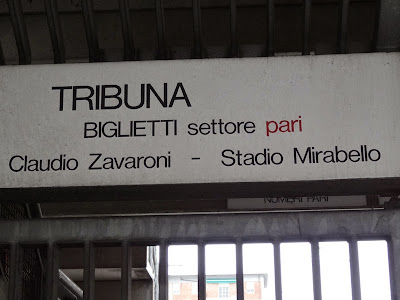 TRIBUNA
BIGLIETTI settore pari
Claudio Zavaroni - Stadio Mirabello
NUMERI PARI